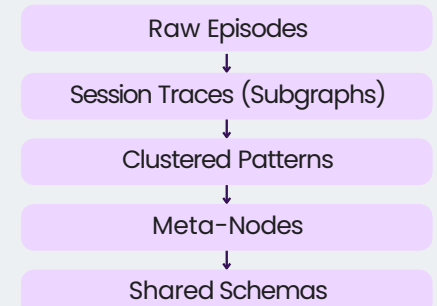 Raw Episodes
Session Traces (Subgraphs)
Clustered Patterns
Meta-Nodes
Shared Schemas